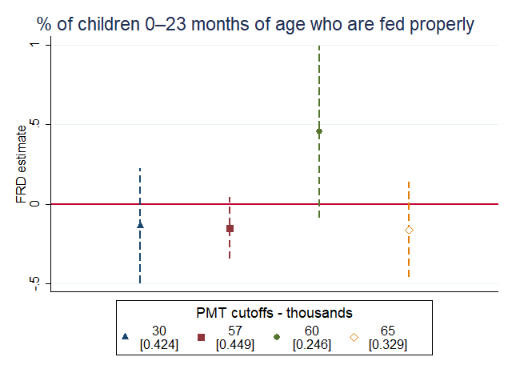 % of children 0–23 months of age who are fed properly
1
.5
0
-.5
FRD estimate
PMT cutoffs - thousands
30 57 60 65
[0.424] [0.449] [0.246] [0.329]